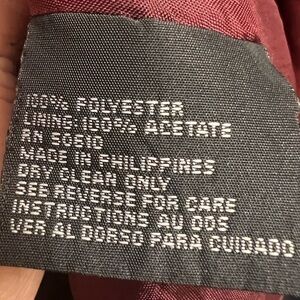 100% POLYESTER
LINING:100% ACETATE
RN 50610
MADE IN PHILIPPINES
DRY CLEAN ONLY
SEE REVERSE FOR CARE
INSTRUCTIONS AU DOS
VER AL DORSO PARA CUIDADO